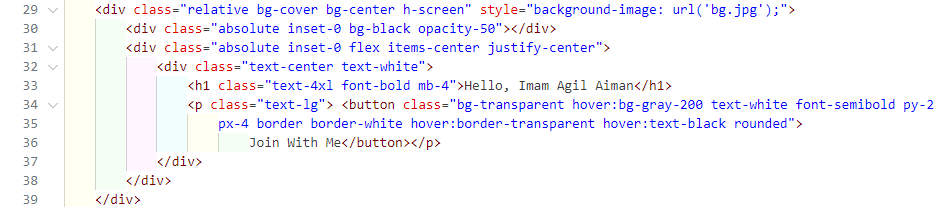 29 <div class="relative bg-cover bg-center h-screen" style="background-image: url('bg.jpg');">
30 <div class="absolute inset-0 bg-black opacity-50"></div>
31 <div class="absolute inset-0 flex items-center justify-center">
32 <div class="text-center text-white">
33 <h1 class="text-4xl font-bold mb-4">Hello, Imam Agil Aiman</h1>
34 <p class="text-lg"> <button class="bg-transparent hover:bg-gray-200 text-white font-semibold py-2
35 px-4 border border-white hover:border-transparent hover:text-black rounded">
36 Join With Me</button></p>
37 </div>
38 </div>
39 </div>